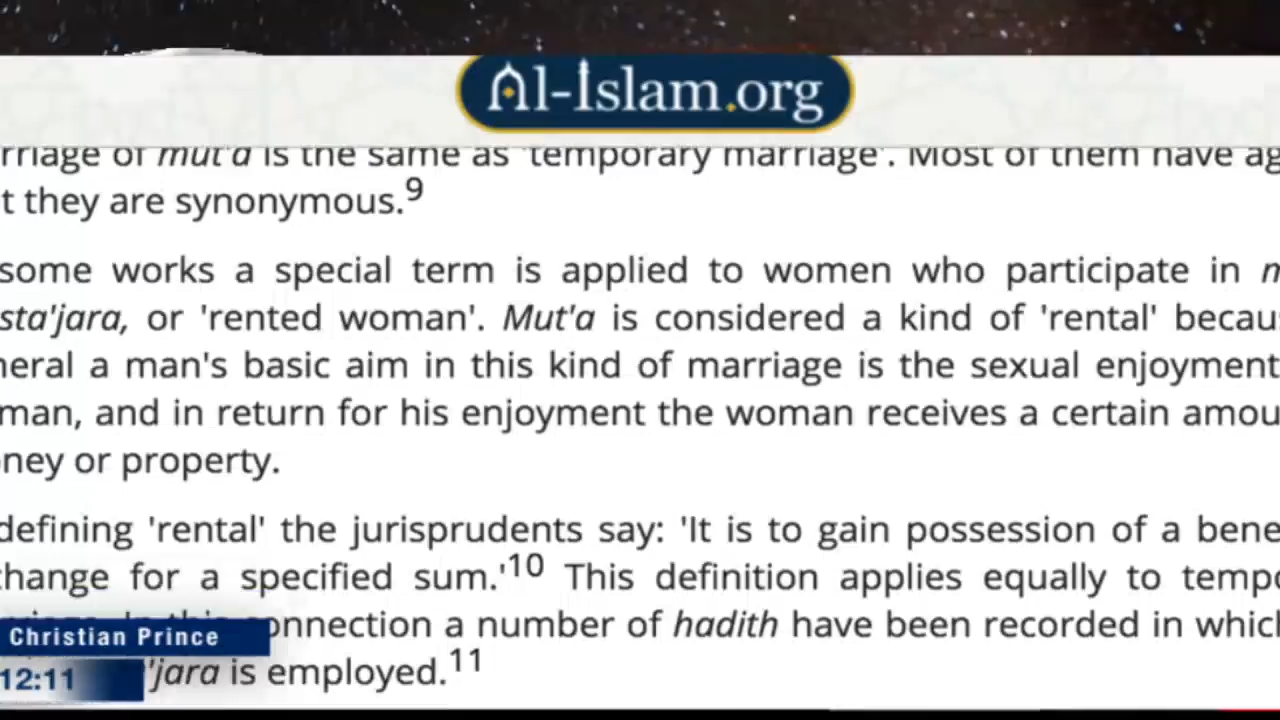 Al-Islam.org
rriage of mut'a is the same as 'temporary marriage'. Most of them have ag
t they are synonymous.9
some works a special term is applied to women who participate in m
sta'jara, or 'rented woman'. Mut'a is considered a kind of 'rental' becau
neral a man's basic aim in this kind of marriage is the sexual enjoyment
man, and in return for his enjoyment the woman receives a certain amou
ney or property.
defining 'rental' the jurisprudents say: 'It is to gain possession of a bene
change for a specified sum.'10 This definition applies equally to tempo
In this connection a number of hadith have been recorded in which
Christian Prince
'jara is employed.11
12:11